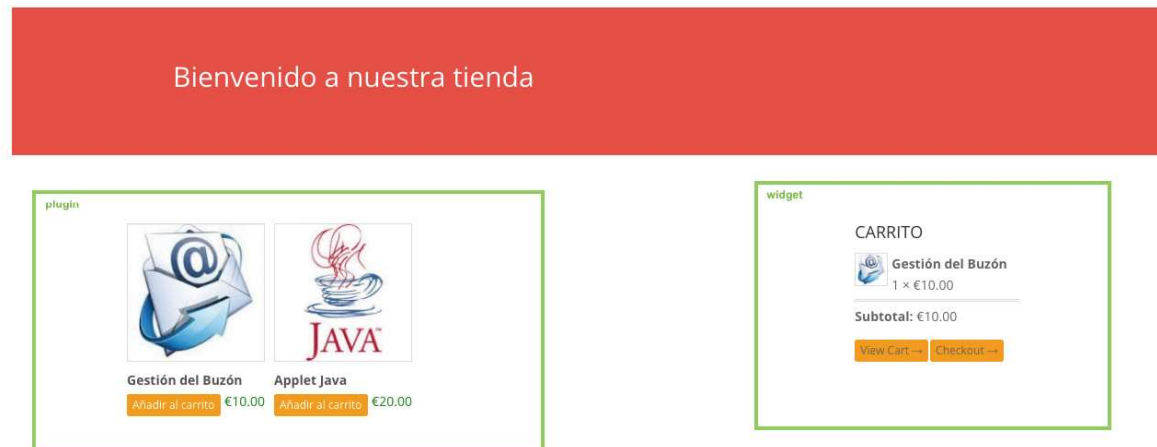 Bienvenido a nuestra tienda
plugin
@
JAVA
Gestión del Buzón
Añadir al carrito €10.00
Applet Java
Añadir al carrito €20.00
widget
CARRITO
@
Gestión del Buzón
1 × €10.00
Subtotal: €10.00
View Cart → Checkout →